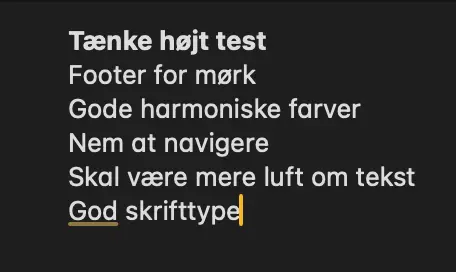 Tænke højt test
Footer for mørk
Gode harmoniske farver
Nem at navigere
Skal være mere luft om tekst
God skrifttype